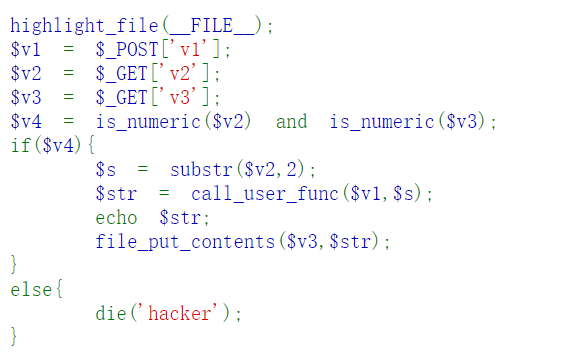 highlight_file(__FILE__);
$v1 = $_POST['v1'];
$v2 = $_GET['v2'];
$v3 = $_GET['v3'];
$v4 = is_numeric($v2) and is_numeric($v3);
if($v4){
$s = substr($v2,2);
$str = call_user_func($v1,$s);
echo $str;
file_put_contents($v3,$str);
}
else{
die('hacker');
}